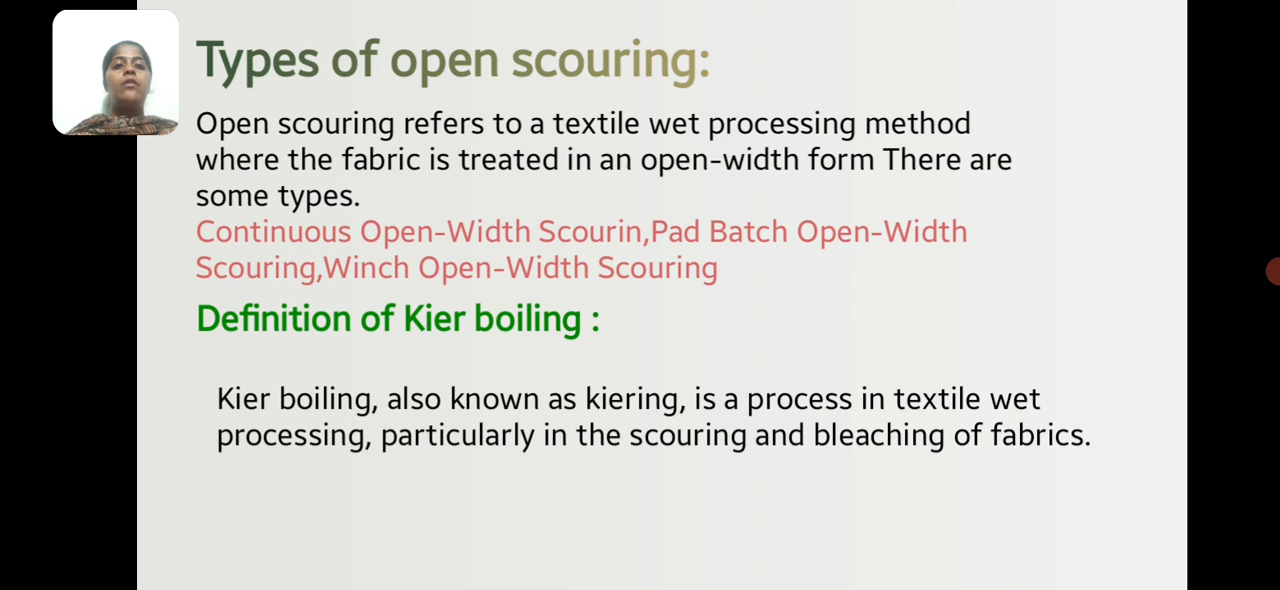 Types of open scouring:
Open scouring refers to a textile wet processing method
where the fabric is treated in an open-width form There are
some types.
Continuous Open-Width Scourin,Pad Batch Open-Width
Scouring,Winch Open-Width Scouring
Definition of Kier boiling :
Kier boiling, also known as kiering, is a process in textile wet
processing, particularly in the scouring and bleaching of fabrics.